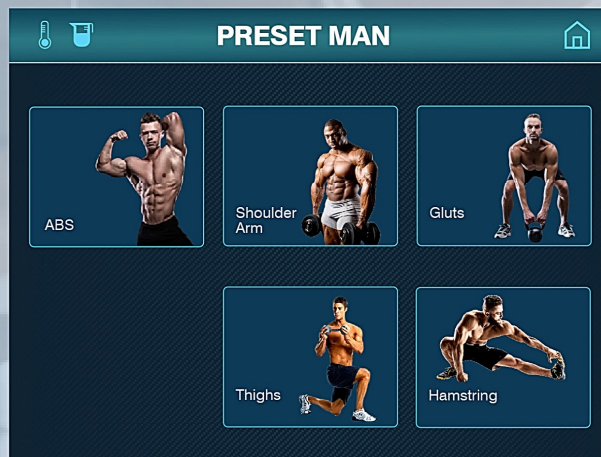 PRESET MAN
ABS
Shoulder
Arm
Gluts
Thighs
Hamstring